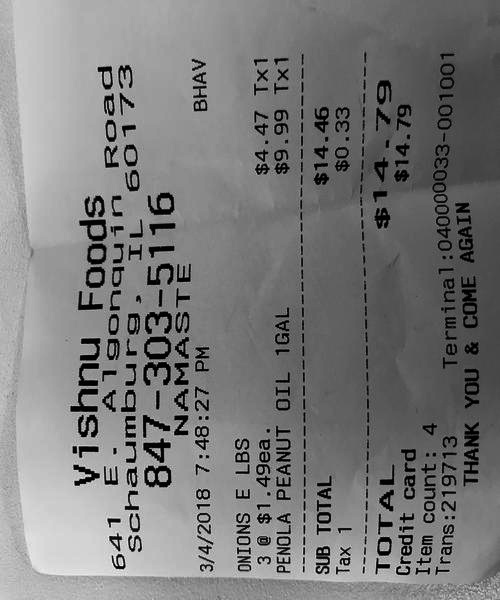 Vishnu Foods
641 E. Algonquin Road
Schaumburg, IL 60173
847-303-5116
NAMASTE
3/4/2018 7:48:27 PM BHAV
ONIONS E LBS
3 @ $1.49ea. $4.47 Tx1
PENOLA PEANUT OIL 1GAL $9.99 Tx1
SUB TOTAL $14.46
Tax 1 $0.33
TOTAL $14.79
Credit card $14.79
Item count: 4
Trans:219713 Terminal:040000033-001001
THANK YOU & COME AGAIN